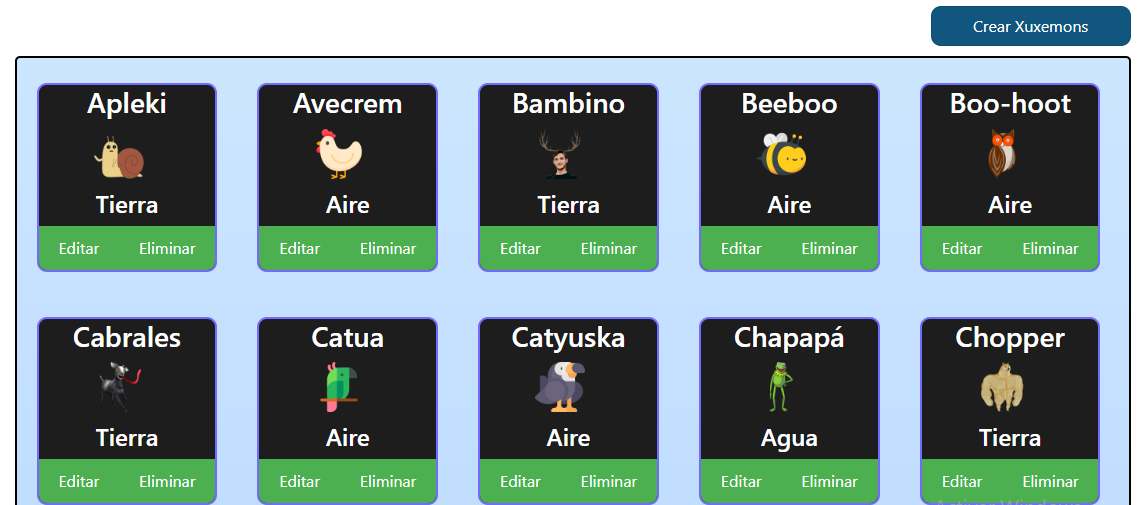 Crear Xuxemons
Apleki
Tierra
Editar Eliminar
Avecrem
Aire
Editar Eliminar
Bambino
Tierra
Editar Eliminar
Beeboo
Aire
Editar Eliminar
Boo-hoot
Aire
Editar Eliminar
Cabrales
Tierra
Editar Eliminar
Catua
Aire
Editar Eliminar
Catyuska
Aire
Editar Eliminar
Chapapá
Agua
Editar Eliminar
Chopper
Tierra
Editar Eliminar